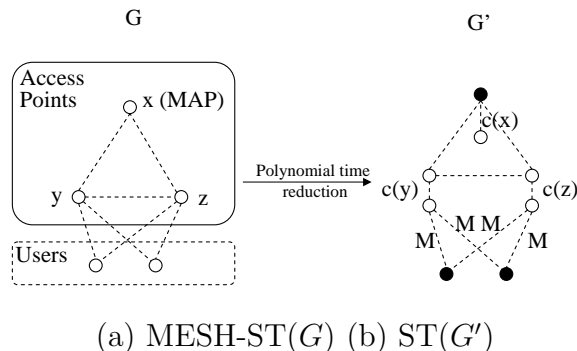 G
G'
Access
Points
x (MAP)
c(x)
Polynomial time
reduction
y
z
c(y)
c(z)
Users
M
M
M
M
(a) MESH-ST(G) (b) ST(G′)